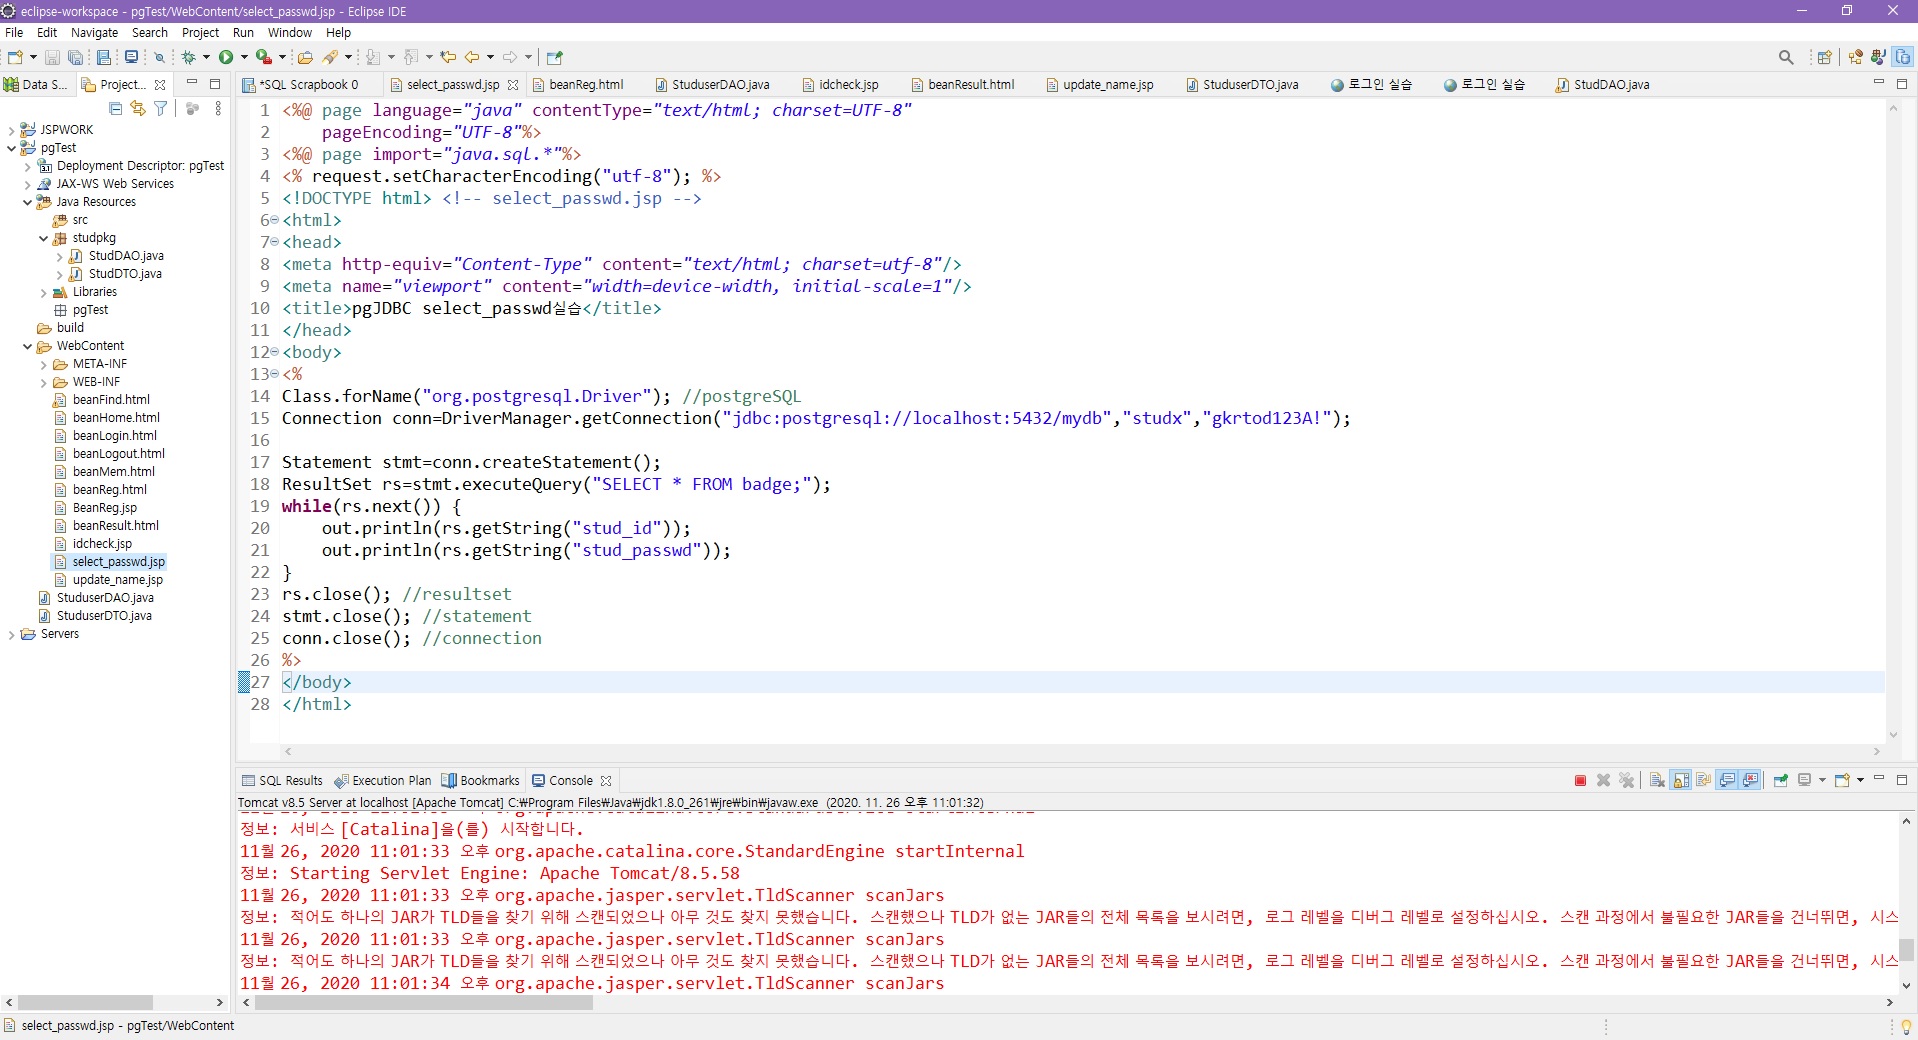 eclipse-workspace - pgTest/WebContent/select_passwd.jsp - Eclipse IDE
File Edit Navigate Search Project Run Window Help
Data S... Project...
*SQL Scrapbook 0 select_passwd.jsp beanReg.html StuduserDAO.java idcheck.jsp beanResult.html update_name.jsp StuduserDTO.java 로그인 실습 로그인 실습 StudDAO.java
JSPWORK
pgTest
Deployment Descriptor: pgTest
JAX-WS Web Services
Java Resources
src
studpkg
StudDAO.java
StudDTO.java
Libraries
pgTest
build
WebContent
META-INF
WEB-INF
beanFind.html
beanHome.html
beanLogin.html
beanLogout.html
beanMem.html
beanReg.html
BeanReg.jsp
beanResult.html
idcheck.jsp
select_passwd.jsp
update_name.jsp
StuduserDAO.java
StuduserDTO.java
Servers
1 <%@ page language="java" contentType="text/html; charset=UTF-8"
2     pageEncoding="UTF-8"%>
3 <%@ page import="java.sql.*"%>
4 <% request.setCharacterEncoding("utf-8"); %>
5 <!DOCTYPE html> <!-- select_passwd.jsp -->
6 <html>
7 <head>
8 <meta http-equiv="Content-Type" content="text/html; charset=utf-8"/>
9 <meta name="viewport" content="width=device-width, initial-scale=1"/>
10 <title>pgJDBC select_passwd실습</title>
11 </head>
12 <body>
13 <%
14 Class.forName("org.postgresql.Driver"); //postgreSQL
15 Connection conn=DriverManager.getConnection("jdbc:postgresql://localhost:5432/mydb","studx","gkrtod123A!");
16
17 Statement stmt=conn.createStatement();
18 ResultSet rs=stmt.executeQuery("SELECT * FROM badge;");
19 while(rs.next()) {
20     out.println(rs.getString("stud_id"));
21     out.println(rs.getString("stud_passwd"));
22 }
23 rs.close(); //resultset
24 stmt.close(); //statement
25 conn.close(); //connection
26 %>
27 </body>
28 </html>
SQL Results Execution Plan Bookmarks Console
Tomcat v8.5 Server at localhost [Apache Tomcat] C:₩Program Files₩Java₩jdk1.8.0_261₩jre₩bin₩javaw.exe (2020. 11. 26 오후 11:01:32)
정보: 서비스 [Catalina]을(를) 시작합니다.
11월 26, 2020 11:01:33 오후 org.apache.catalina.core.StandardEngine startInternal
정보: Starting Servlet Engine: Apache Tomcat/8.5.58
11월 26, 2020 11:01:33 오후 org.apache.jasper.servlet.TldScanner scanJars
정보: 적어도 하나의 JAR가 TLD들을 찾기 위해 스캔되었으나 아무 것도 찾지 못했습니다. 스캔했으나 TLD가 없는 JAR들의 전체 목록을 보시려면, 로그 레벨을 디버그 레벨로 설정하십시오. 스캔 과정에서 불필요한 JAR들을 건너뛰면, 시스
11월 26, 2020 11:01:33 오후 org.apache.jasper.servlet.TldScanner scanJars
정보: 적어도 하나의 JAR가 TLD들을 찾기 위해 스캔되었으나 아무 것도 찾지 못했습니다. 스캔했으나 TLD가 없는 JAR들의 전체 목록을 보시려면, 로그 레벨을 디버그 레벨로 설정하십시오. 스캔 과정에서 불필요한 JAR들을 건너뛰면, 시스
11월 26, 2020 11:01:34 오후 org.apache.jasper.servlet.TldScanner scanJars
select_passwd.jsp - pgTest/WebContent